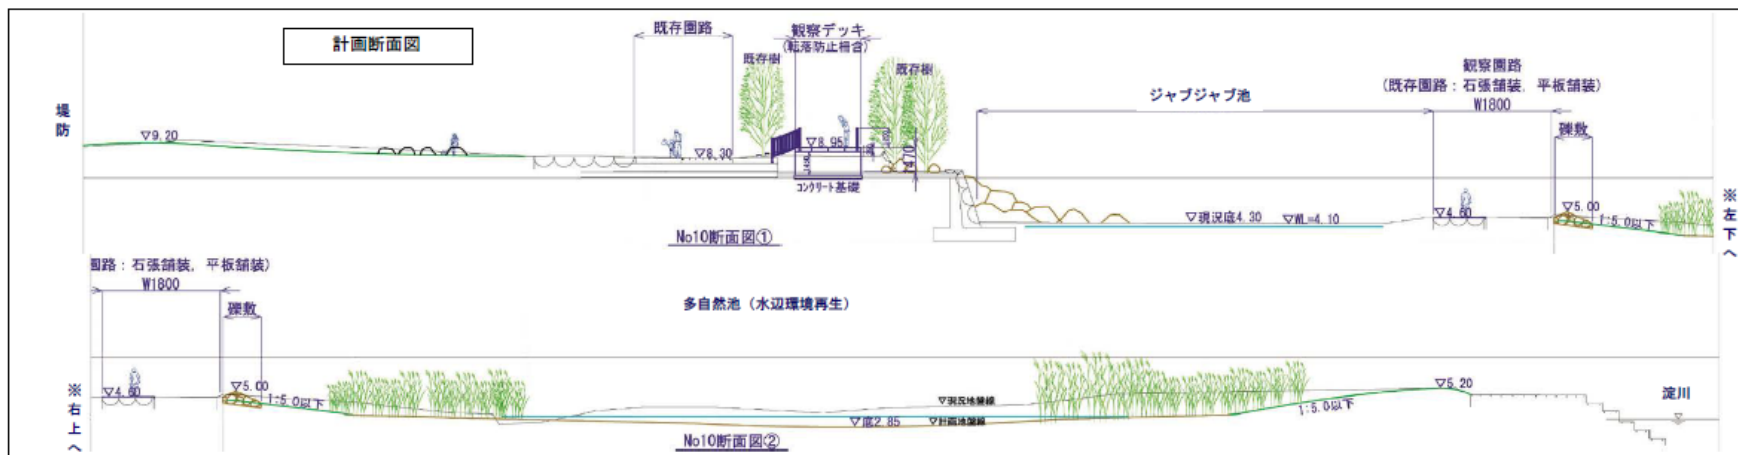 計画断面図
既存園路
観察デッキ
(転落防止柵含)
既存樹
既存樹
ジャブジャブ池
観察園路
(既存園路：石張舗装，平板舗装)
W1800
礫敷
堤防
▽9.20
▽8.30
▽8.95
1470
コンクリート基礎
▽現況底4.30
▽WL=4.10
▽4.60
▽5.00
1:5.0以下
※左下へ
No10断面図①
園路：石張舗装，平板舗装)
W1800
礫敷
多自然池（水辺環境再生）
※右上へ
▽4.60
▽5.00
1:5.0以下
▽現況地盤線
▽底2.85
▽計画地盤線
1:5.0以下
▽5.20
淀川
No10断面図②